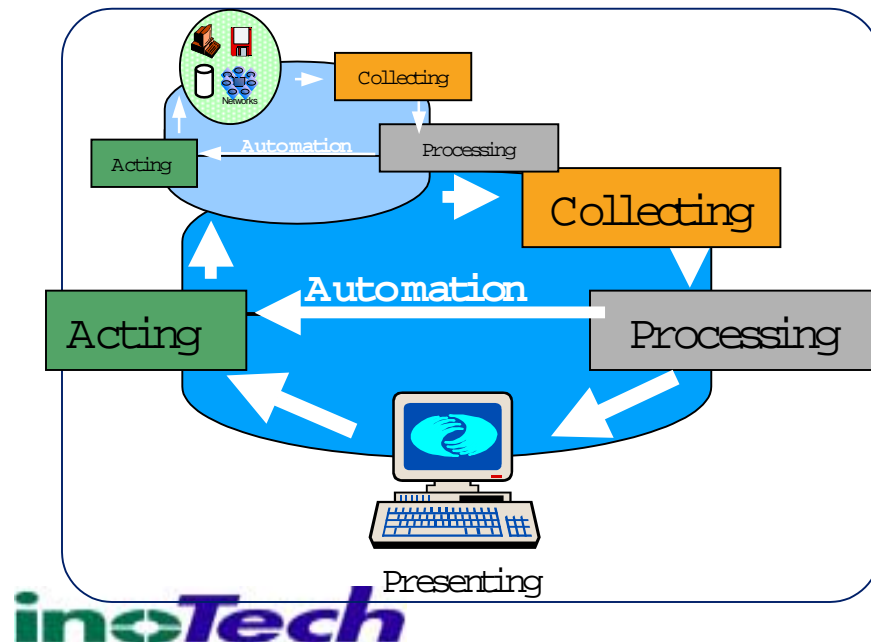 Networks
Collecting
Automation
Processing
Acting
Collecting
Automation
Acting
Processing
Presenting
inoTech